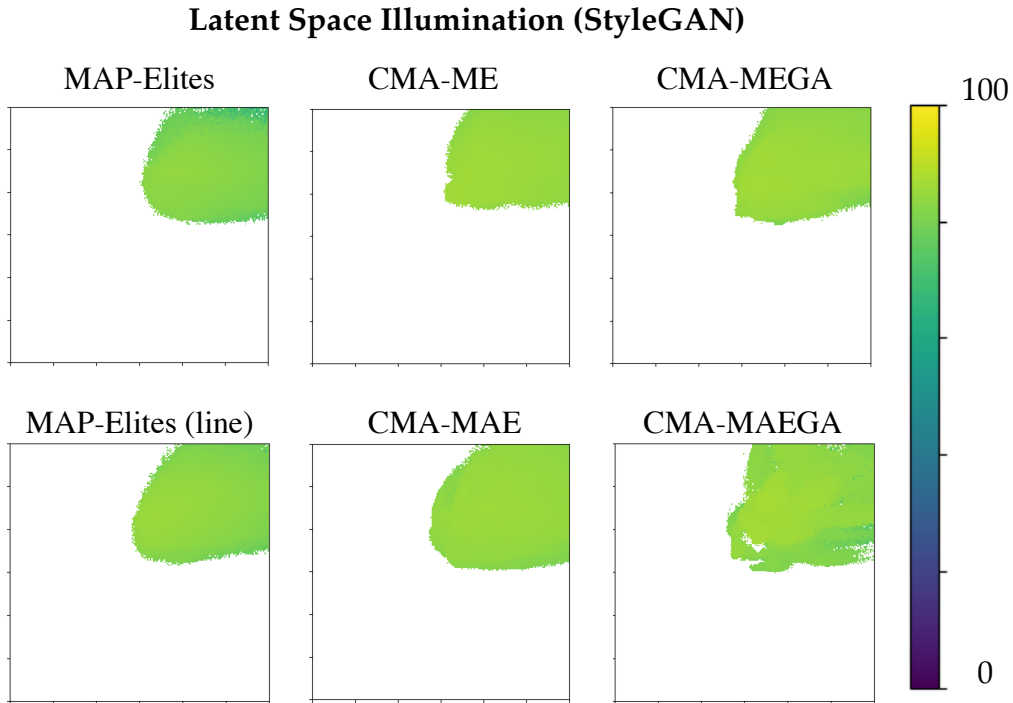 Latent Space Illumination (StyleGAN)
MAP-Elites
CMA-ME
CMA-MEGA
100
MAP-Elites (line)
CMA-MAE
CMA-MAEGA
0